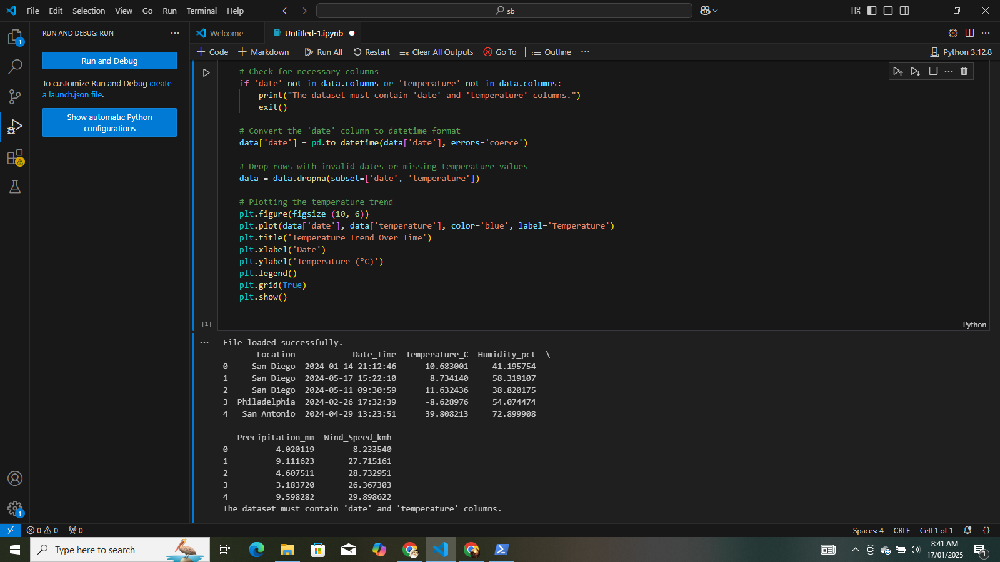 File Edit Selection View Go Run Terminal Help
sb
RUN AND DEBUG: RUN
Run and Debug
To customize Run and Debug create
a launch.json file.
Show automatic Python
configurations
1
Welcome
Untitled-1.ipynb
Code Markdown Run All Restart Clear All Outputs Go To Outline
Python 3.12.8
# Check for necessary columns
if 'date' not in data.columns or 'temperature' not in data.columns:
print("The dataset must contain 'date' and 'temperature' columns.")
exit()
# Convert the 'date' column to datetime format
data['date'] = pd.to_datetime(data['date'], errors='coerce')
# Drop rows with invalid dates or missing temperature values
data = data.dropna(subset=['date', 'temperature'])
# Plotting the temperature trend
plt.figure(figsize=(10, 6))
plt.plot(data['date'], data['temperature'], color='blue', label='Temperature')
plt.title('Temperature Trend Over Time')
plt.xlabel('Date')
plt.ylabel('Temperature (°C)')
plt.legend()
plt.grid(True)
plt.show()
[1]
Python
File loaded successfully.
Location Date_Time Temperature_C Humidity_pct \
0 San Diego 2024-01-14 21:12:46 10.683001 41.195754
1 San Diego 2024-05-17 15:22:10 8.734140 58.319107
2 San Diego 2024-05-11 09:30:59 11.632436 38.820175
3 Philadelphia 2024-02-26 17:32:39 -8.628976 54.074474
4 San Antonio 2024-04-29 13:23:51 39.808213 72.899908
Precipitation_mm Wind_Speed_kmh
0 4.020119 8.233540
1 9.111623 27.715161
2 4.607511 28.732951
3 3.183720 26.367303
4 9.598282 29.898622
The dataset must contain 'date' and 'temperature' columns.
1
0 0 0
Spaces: 4 CRLF Cell 1 of 1
Type here to search
8:41 AM
17/01/2025
1